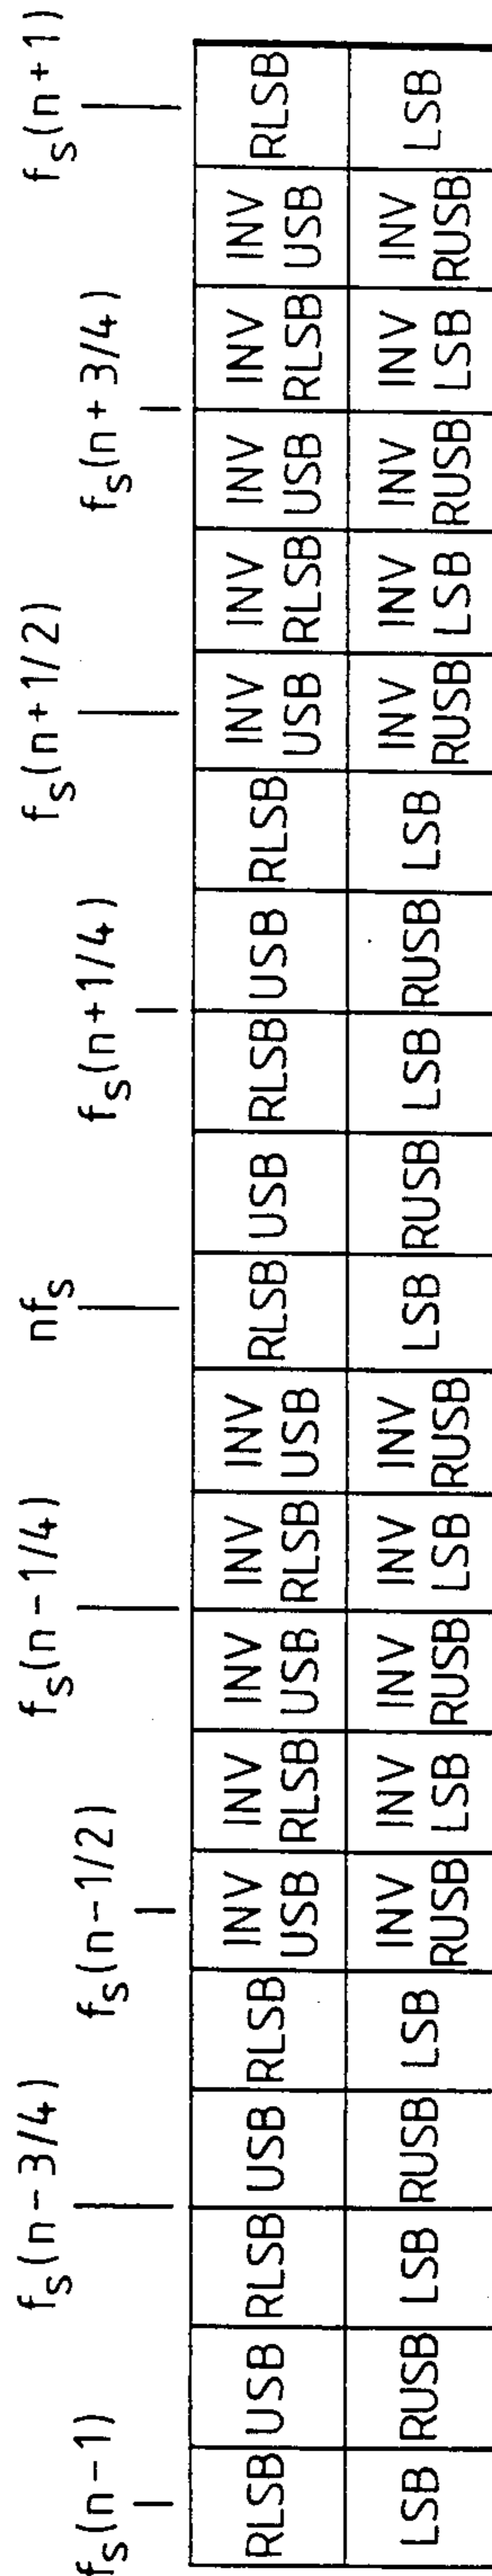 fS(n−1) fS(n−3/4) fS(n−1/2) fS(n−1/4) nfS fS(n+1/4) fS(n+1/2) fS(n+3/4) fS(n+1)
RLSB USB RLSB USB RLSB INV USB INV RLSB INV USB INV RLSB INV USB RLSB USB RLSB USB RLSB INV USB INV RLSB INV USB INV RLSB INV USB RLSB
LSB RUSB LSB RUSB LSB INV RUSB INV LSB INV RUSB INV LSB INV RUSB LSB RUSB LSB RUSB LSB INV RUSB INV LSB INV RUSB INV LSB INV RUSB LSB